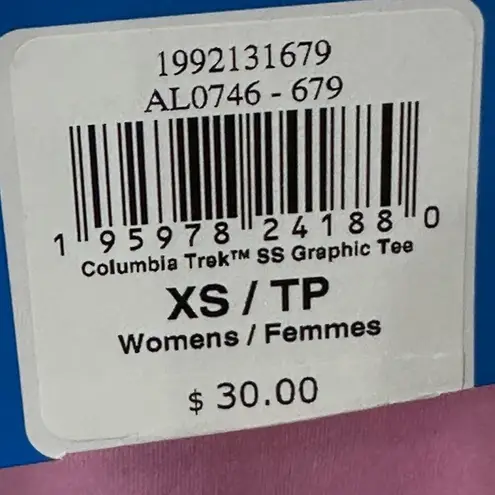 1992131679
AL0746 - 679
1 95978 24188 0
Columbia Trek™ SS Graphic Tee
XS / TP
Womens / Femmes
$ 30.00